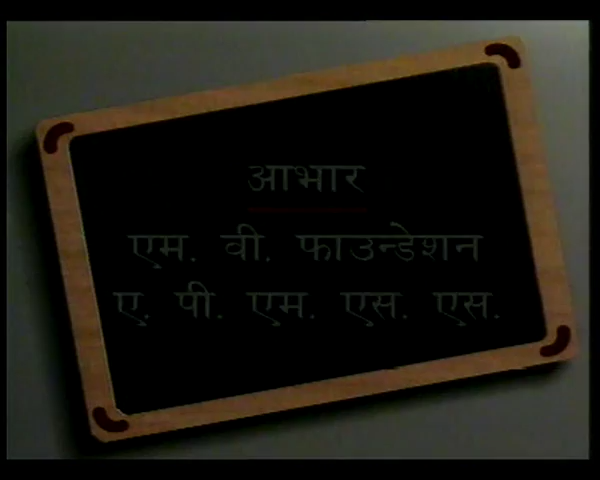 आभार
एम. वी. फाउन्डेशन
ए. पी. एम. एस. एस.